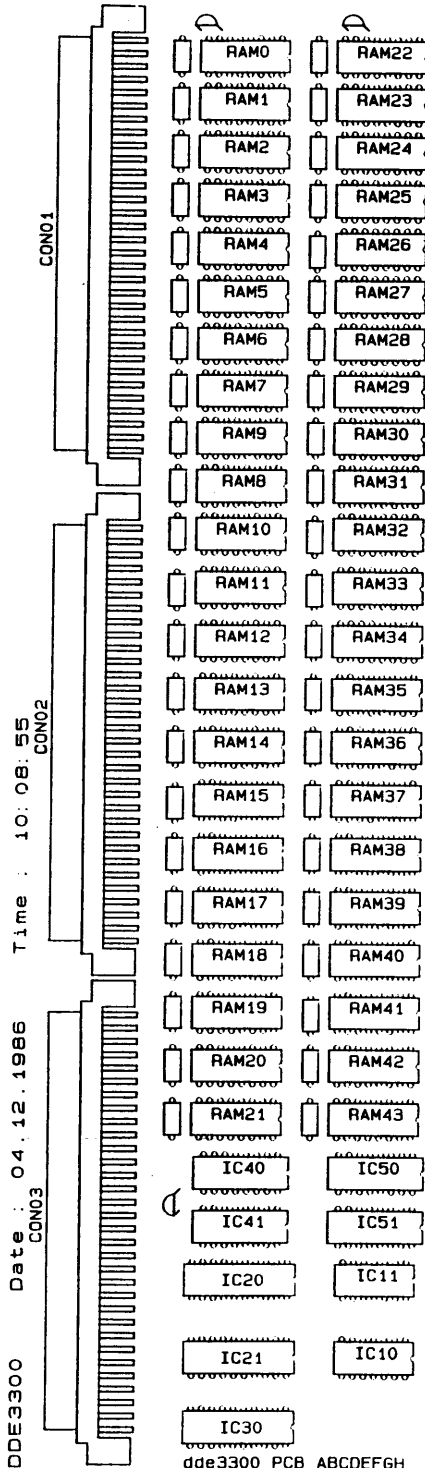 RAM0 RAM22
RAM1 RAM23
RAM2 RAM24
RAM3 RAM25
RAM4 RAM26
RAM5 RAM27
RAM6 RAM28
RAM7 RAM29
RAM9 RAM30
RAM8 RAM31
RAM10 RAM32
RAM11 RAM33
RAM12 RAM34
RAM13 RAM35
RAM14 RAM36
RAM15 RAM37
RAM16 RAM38
RAM17 RAM39
RAM18 RAM40
RAM19 RAM41
RAM20 RAM42
RAM21 RAM43
IC40 IC50
IC41 IC51
IC20 IC11
IC21 IC10
IC30
dde3300 PCB ABCDEFGH
CON01
CON02
CON03
DDE3300 Date : 04.12.1986 Time : 10:08:55